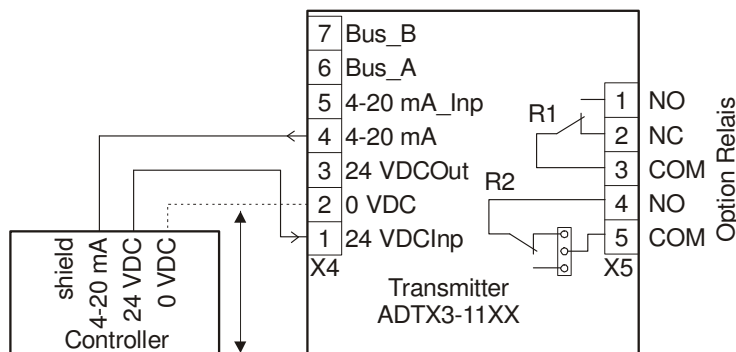 7 Bus_B
6 Bus_A
5 4-20 mA_Inp
4 4-20 mA
3 24 VDCOut
2 0 VDC
1 24 VDCInp
X4
R1
R2
1 NO
2 NC
3 COM
4 NO
5 COM
X5
Option Relais
Transmitter
ADTX3-11XX
shield
4-20 mA
24 VDC
0 VDC
Controller